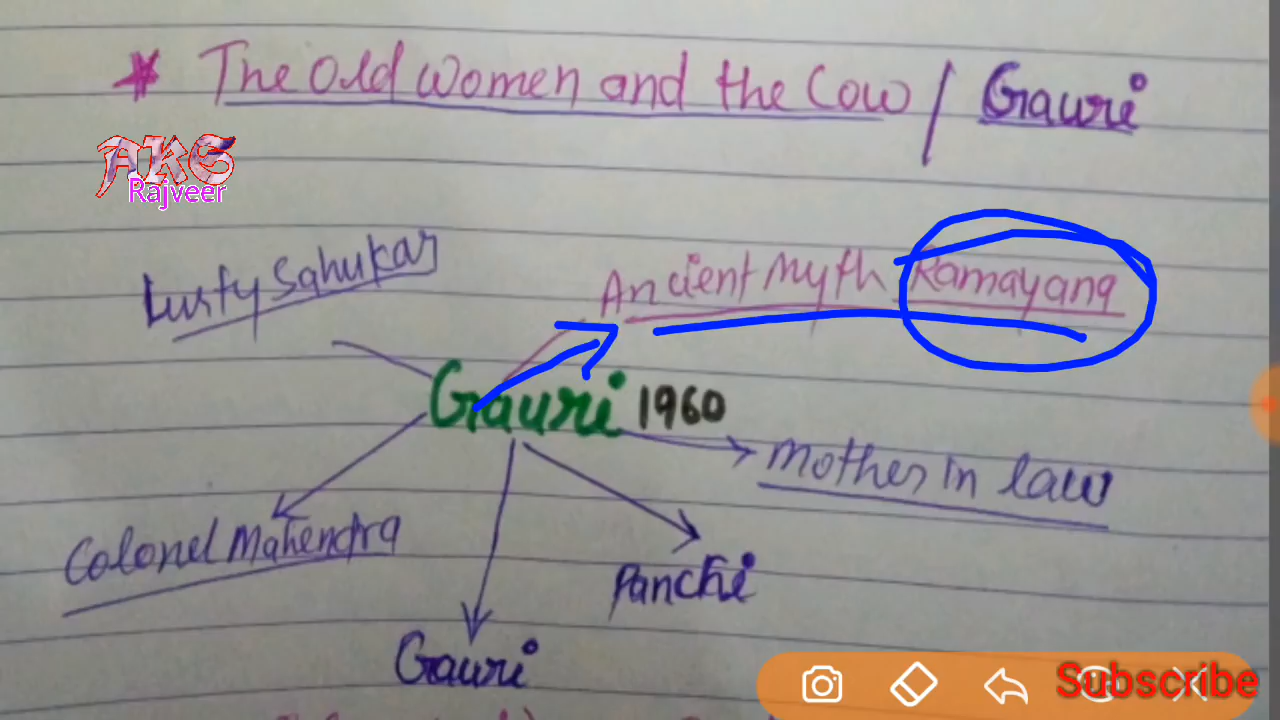 * The Old Women and the Cow / Gauri
AKS
Rajveer
Lusty Sahukar
Ancient Myth Ramayana
Gauri 1960
Mother in law
Colonel Mahendra
Panchi
Gauri
Subscribe